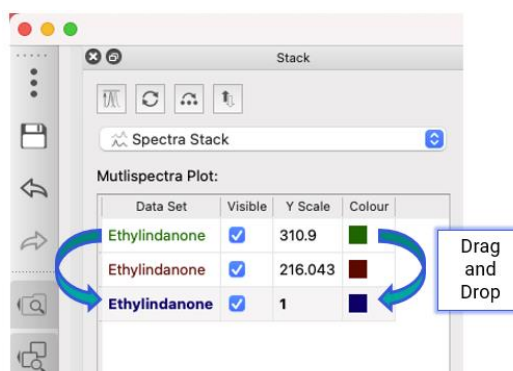 Stack
Spectra Stack
Mutlispectra Plot:
Data Set Visible Y Scale Colour
Ethylindanone 310.9
Ethylindanone 216.043
Ethylindanone 1
Drag
and
Drop